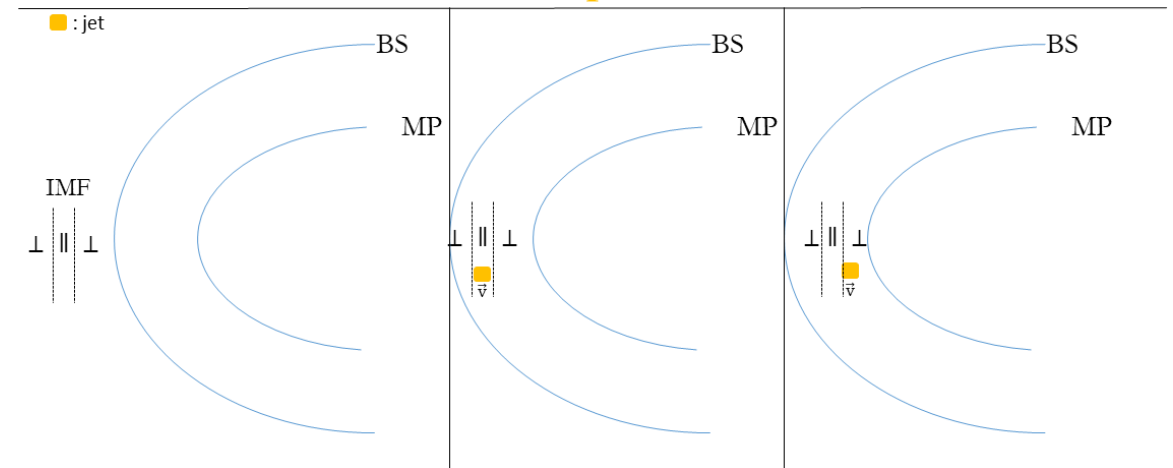 : jet
BS
MP
IMF
⊥ ∥ ⊥
BS
MP
⊥ ∥ ⊥
v⃗
BS
MP
⊥ ∥ ⊥
v⃗